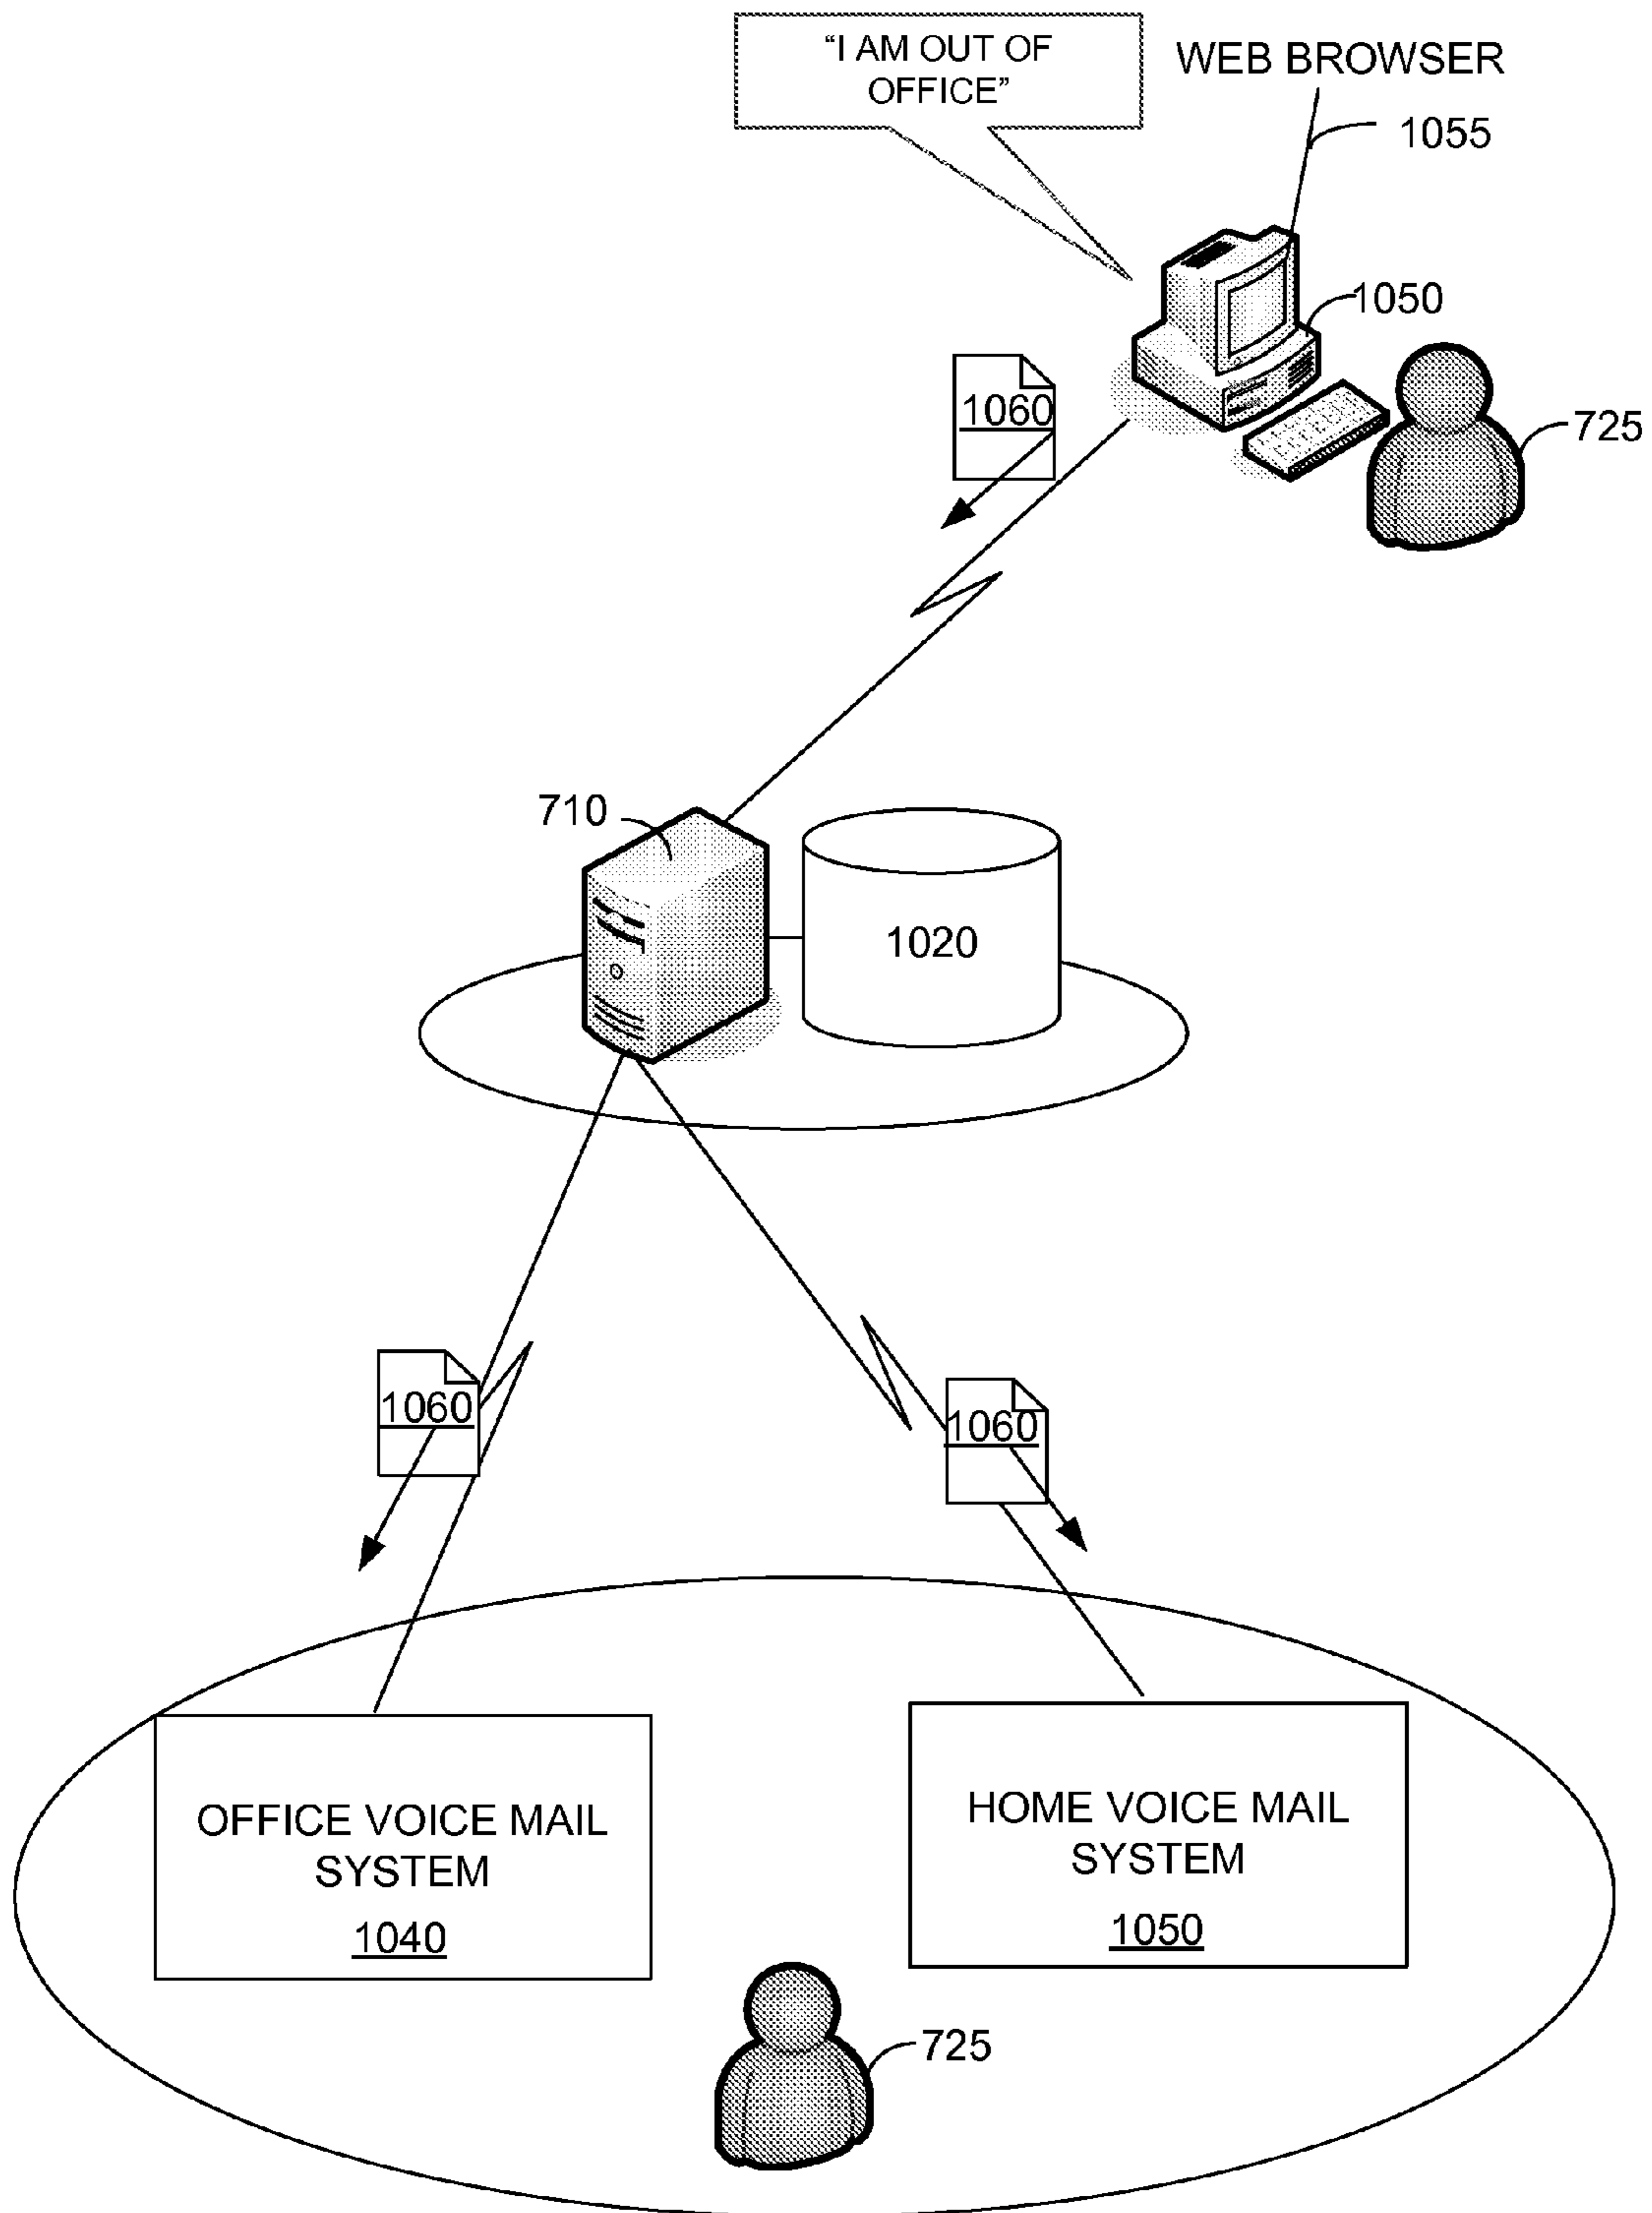 “I AM OUT OF
OFFICE”
WEB BROWSER
1055
1050
1060
725
710
1020
1060
1060
OFFICE VOICE MAIL
SYSTEM
1040
HOME VOICE MAIL
SYSTEM
1050
725